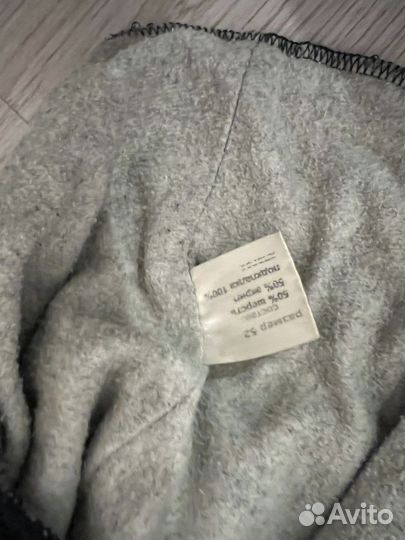 размер 52
состав:
50% шерсть
50% акрил
подкладка 100%
Avito